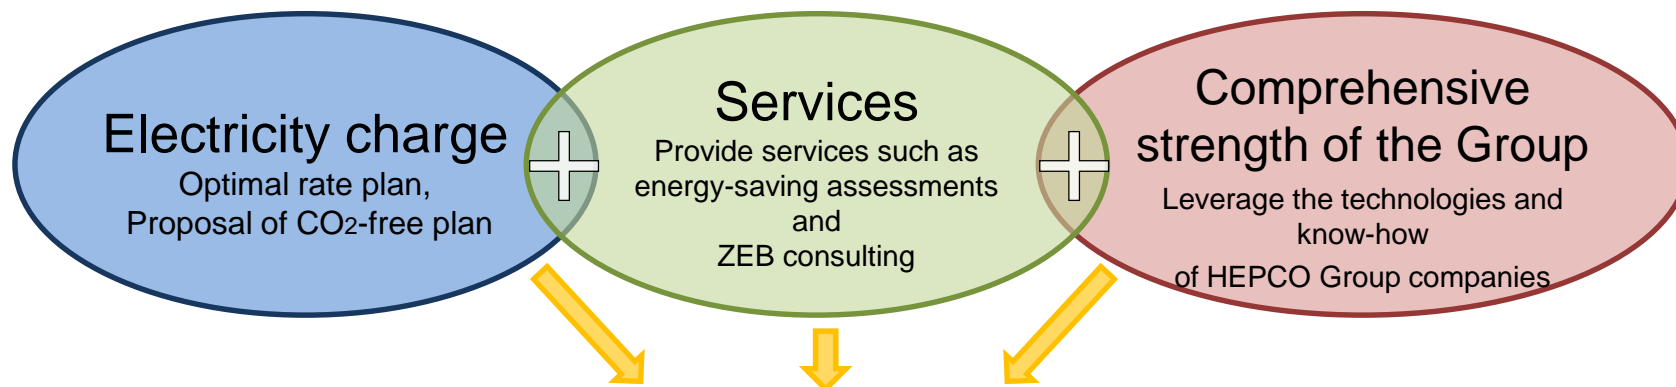 Electricity charge
Optimal rate plan,
Proposal of CO2-free plan
Services
Provide services such as
energy-saving assessments
and
ZEB consulting
Comprehensive
strength of the Group
Leverage the technologies and
know-how
of HEPCO Group companies